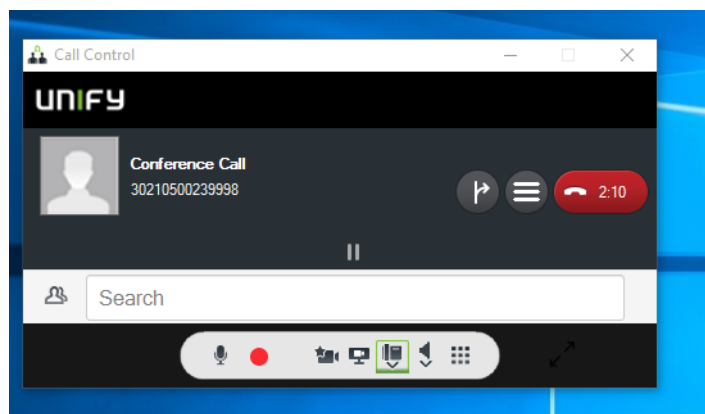 Call Control
UNIFY
Conference Call
30210500239998
2:10
Search